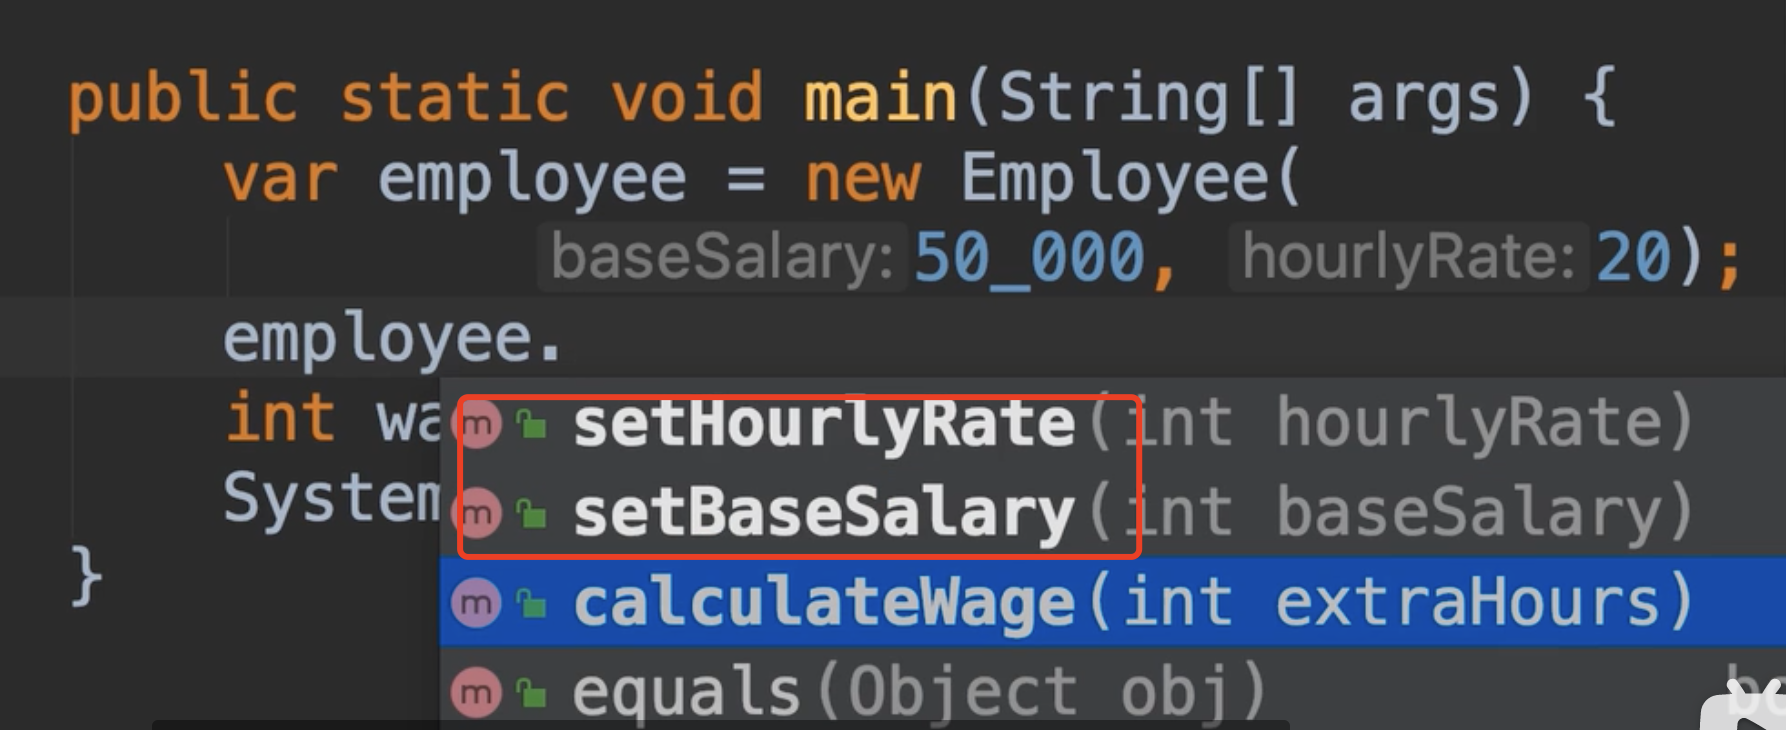 public static void main(String[] args) {
var employee = new Employee(
baseSalary: 50_000, hourlyRate: 20);
employee.
int wa
m setHourlyRate(int hourlyRate)
System
m setBaseSalary(int baseSalary)
}
m calculateWage(int extraHours)
m equals(Object obj)